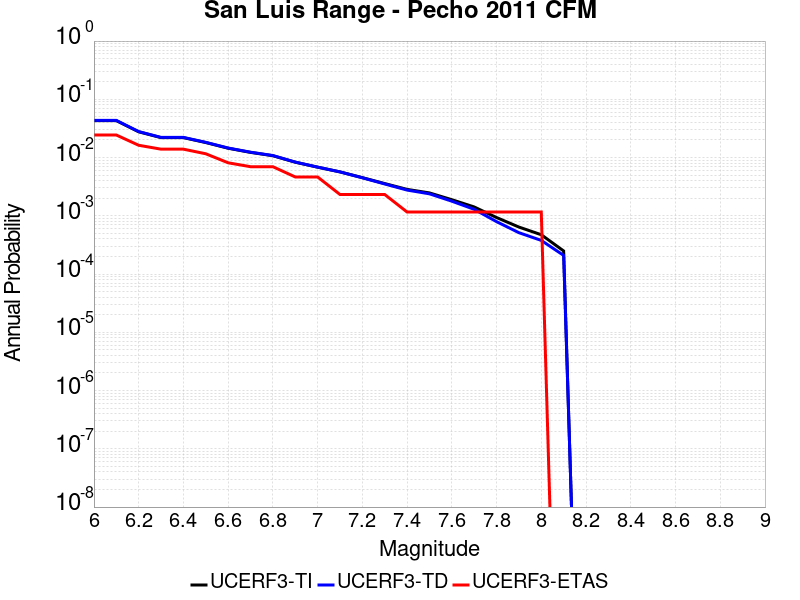 San Luis Range - Pecho 2011 CFM
10^0
10^-1
10^-2
10^-3
10^-4
10^-5
10^-6
10^-7
10^-8
Annual Probability
6 6.2 6.4 6.6 6.8 7 7.2 7.4 7.6 7.8 8 8.2 8.4 8.6 8.8 9
Magnitude
UCERF3-TI UCERF3-TD UCERF3-ETAS